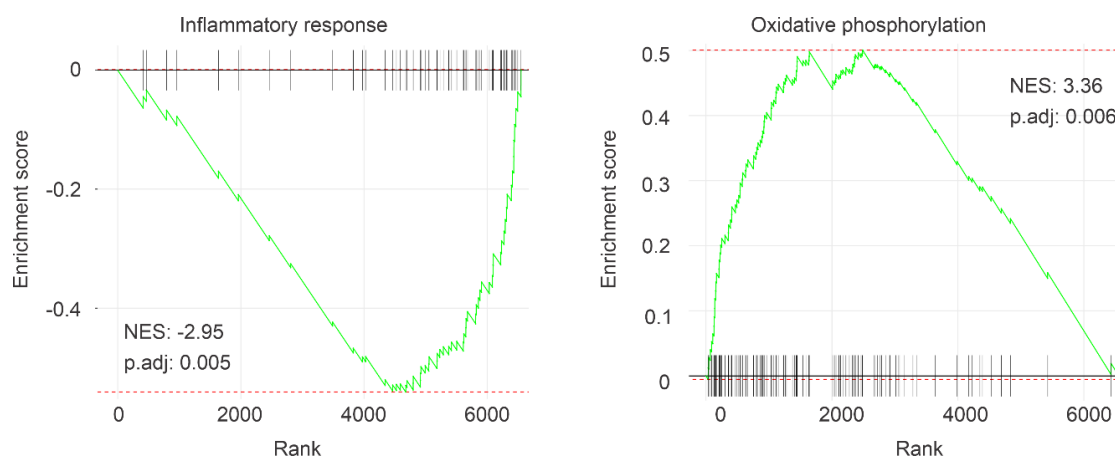 Inflammatory response
Enrichment score
0
-0.2
-0.4
NES: -2.95
p.adj: 0.005
0
2000
4000
6000
Rank
Oxidative phosphorylation
Enrichment score
0.5
0.4
0.3
0.2
0.1
0
NES: 3.36
p.adj: 0.006
0
2000
4000
6000
Rank